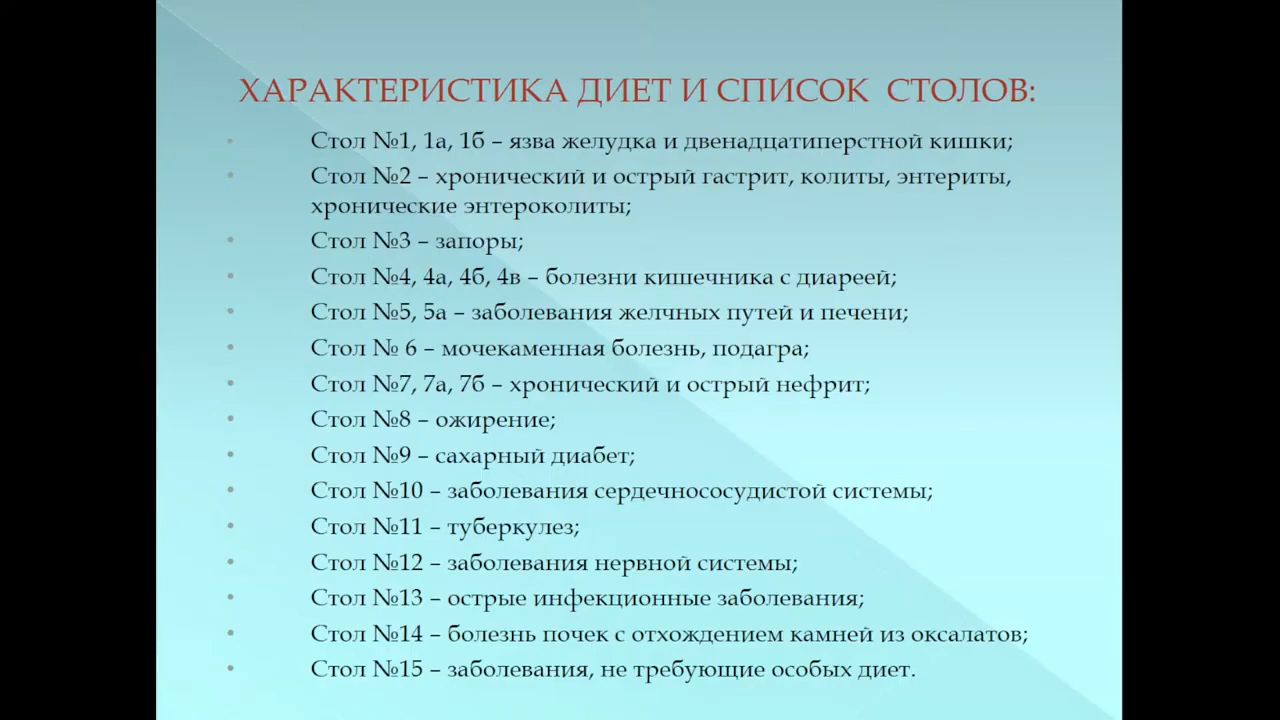 ХАРАКТЕРИСТИКА ДИЕТ И СПИСОК СТОЛОВ:
• Стол №1, 1а, 1б – язва желудка и двенадцатиперстной кишки;
• Стол №2 – хронический и острый гастрит, колиты, энтериты,
хронические энтероколиты;
• Стол №3 – запоры;
• Стол №4, 4а, 4б, 4в – болезни кишечника с диареей;
• Стол №5, 5а – заболевания желчных путей и печени;
• Стол № 6 – мочекаменная болезнь, подагра;
• Стол №7, 7а, 7б – хронический и острый нефрит;
• Стол №8 – ожирение;
• Стол №9 – сахарный диабет;
• Стол №10 – заболевания сердечнососудистой системы;
• Стол №11 – туберкулез;
• Стол №12 – заболевания нервной системы;
• Стол №13 – острые инфекционные заболевания;
• Стол №14 – болезнь почек с отхождением камней из оксалатов;
• Стол №15 – заболевания, не требующие особых диет.